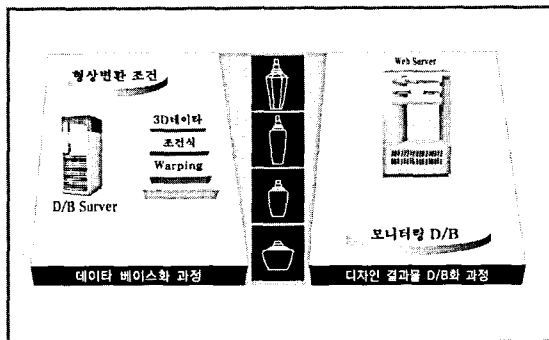 형상변환 조건
3D데이타
조건식
Warping
D/B Surver
데이타 베이스화 과정
Web Server
모니터링 D/B
디자인 결과물 D/B화 과정